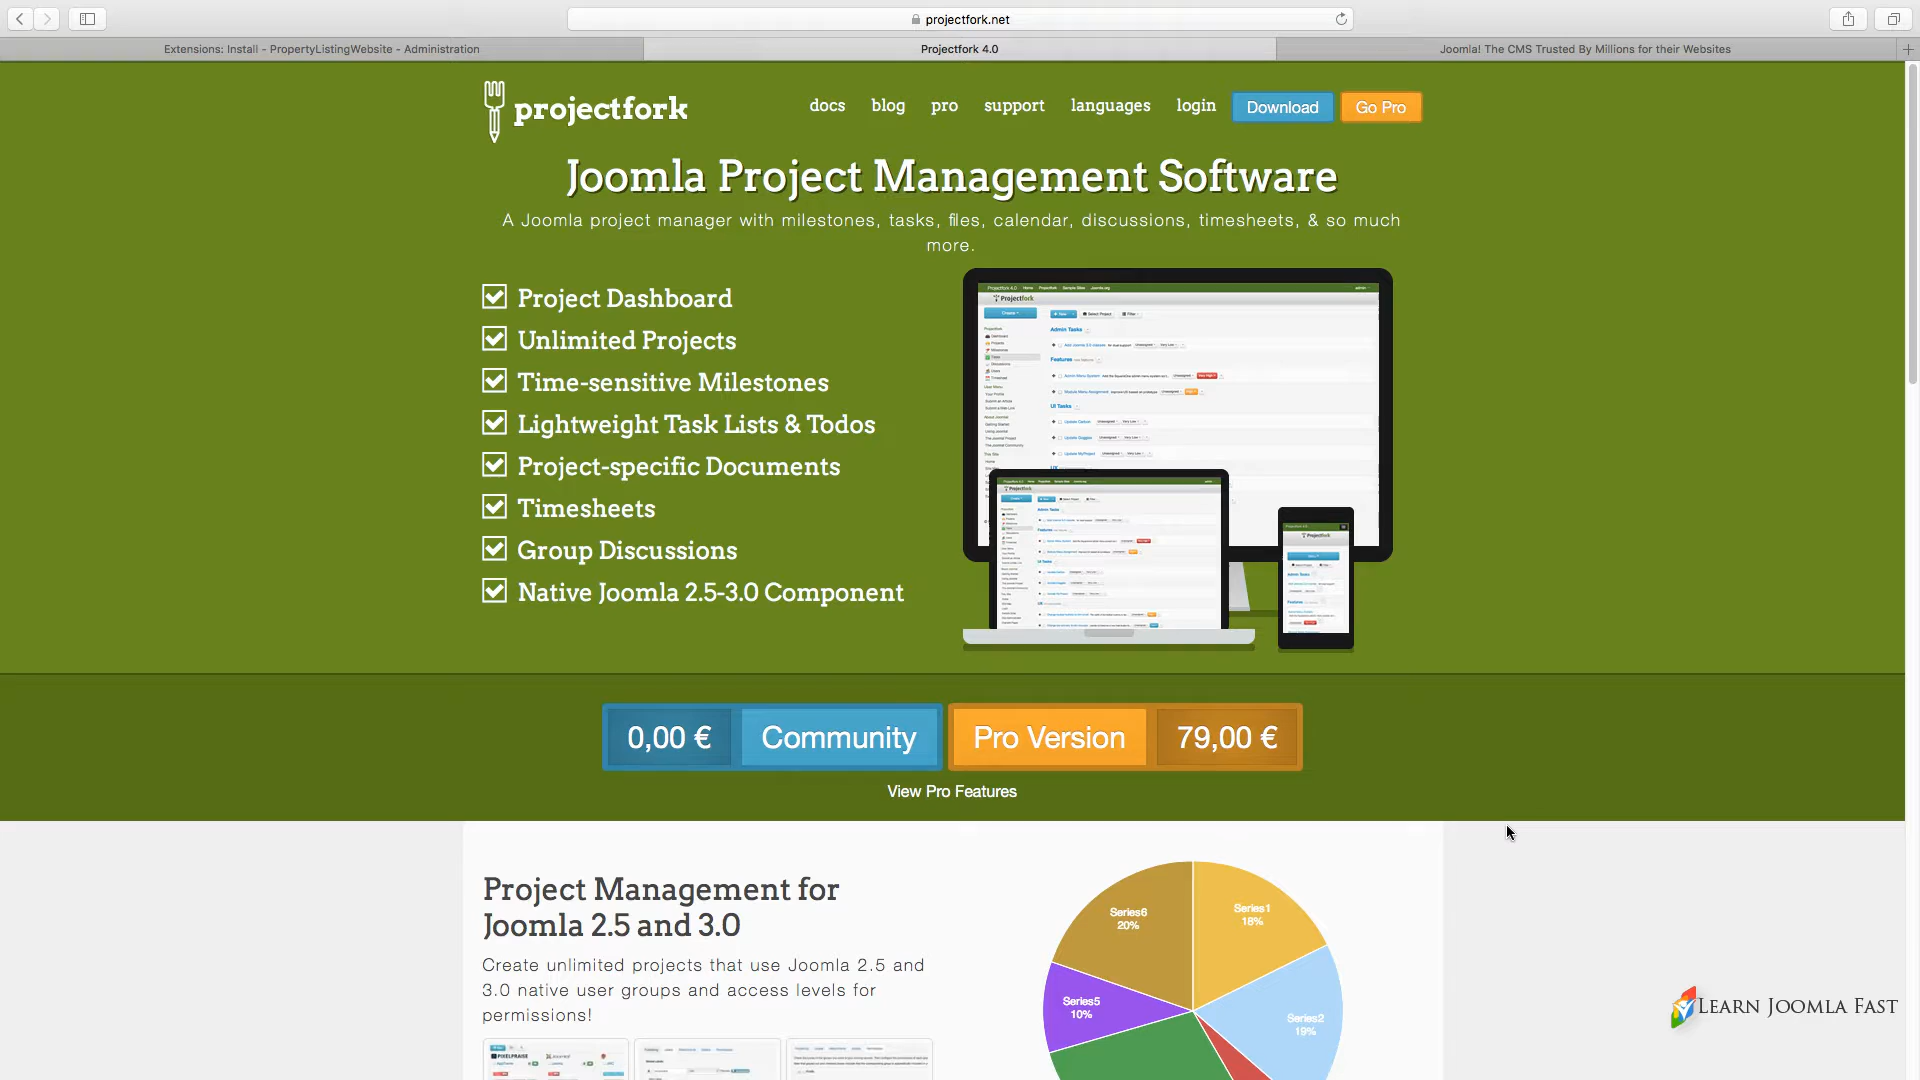 projectfork.net
Extensions: Install - PropertyListingWebsite - Administration
Projectfork 4.0
Joomla! The CMS Trusted By Millions for their Websites
projectfork
docs
blog
pro
support
languages
login
Download
Go Pro
Joomla Project Management Software
A Joomla project manager with milestones, tasks, files, calendar, discussions, timesheets, & so much
more.
Project Dashboard
Unlimited Projects
Time-sensitive Milestones
Lightweight Task Lists & Todos
Project-specific Documents
Timesheets
Group Discussions
Native Joomla 2.5-3.0 Component
Projectfork
Admin Tasks
Features
UI Tasks
0,00 €
Community
Pro Version
79,00 €
View Pro Features
Project Management for
Joomla 2.5 and 3.0
Create unlimited projects that use Joomla 2.5 and
3.0 native user groups and access levels for
permissions!
Series6
20%
Series1
18%
Series5
10%
Series2
19%
Learn Joomla Fast